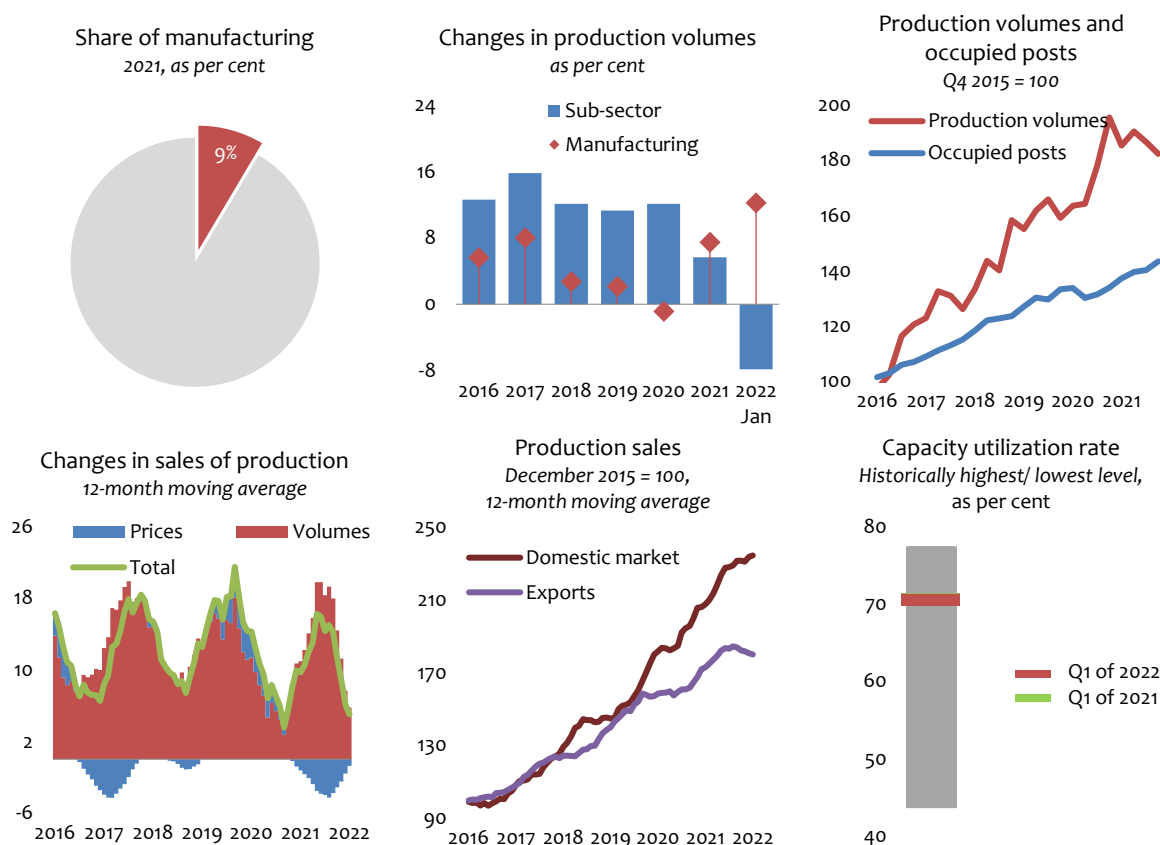 Share of manufacturing
2021, as per cent
9%
Changes in production volumes
as per cent
24
16
8
0
-8
Sub-sector
Manufacturing
2016 2017 2018 2019 2020 2021 2022
Jan
Production volumes and
occupied posts
Q4 2015 = 100
200
180
160
140
120
100
Production volumes
Occupied posts
2016 2017 2018 2019 2020 2021
Changes in sales of production
12-month moving average
26
18
10
2
-6
Prices
Volumes
Total
2016 2017 2018 2019 2020 2021 2022
Production sales
December 2015 = 100,
12-month moving average
250
210
170
130
90
Domestic market
Exports
2016 2017 2018 2019 2020 2021 2022
Capacity utilization rate
Historically highest/ lowest level,
as per cent
80
70
60
50
40
Q1 of 2022
Q1 of 2021